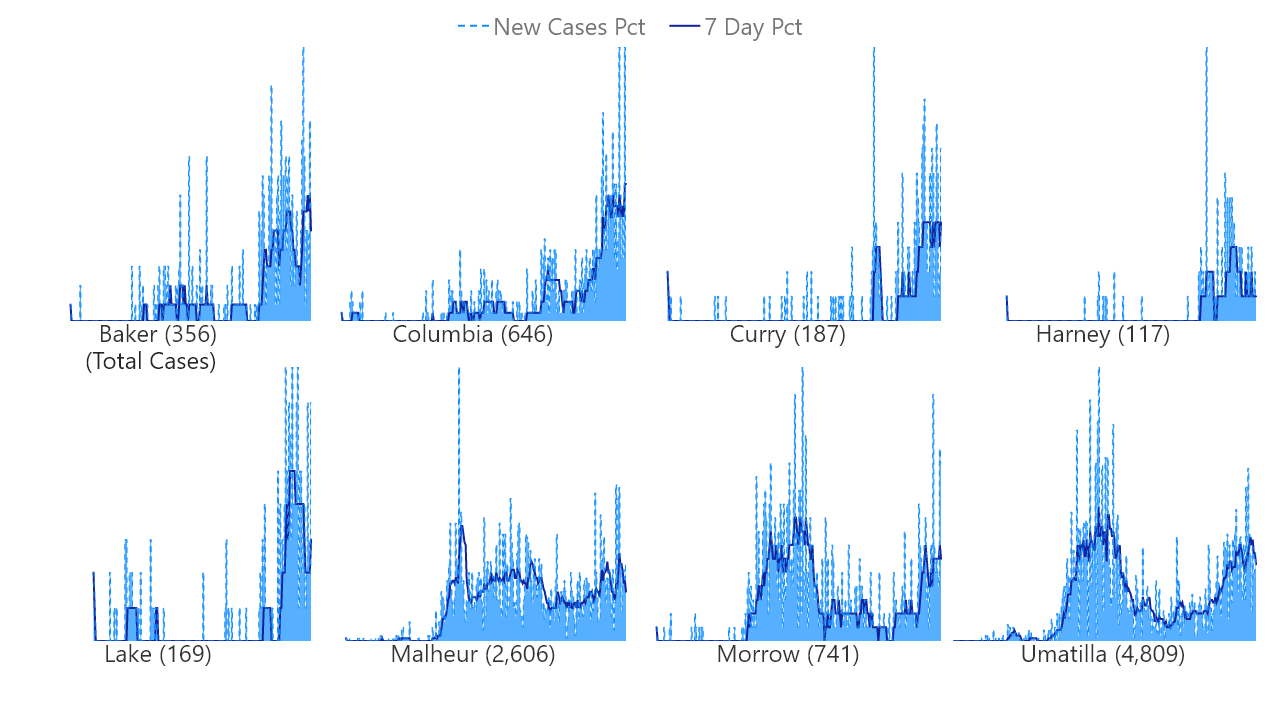 New Cases Pct 7 Day Pct
Baker (356) Columbia (646) Curry (187) Harney (117)
(Total Cases)
Lake (169) Malheur (2,606) Morrow (741) Umatilla (4,809)